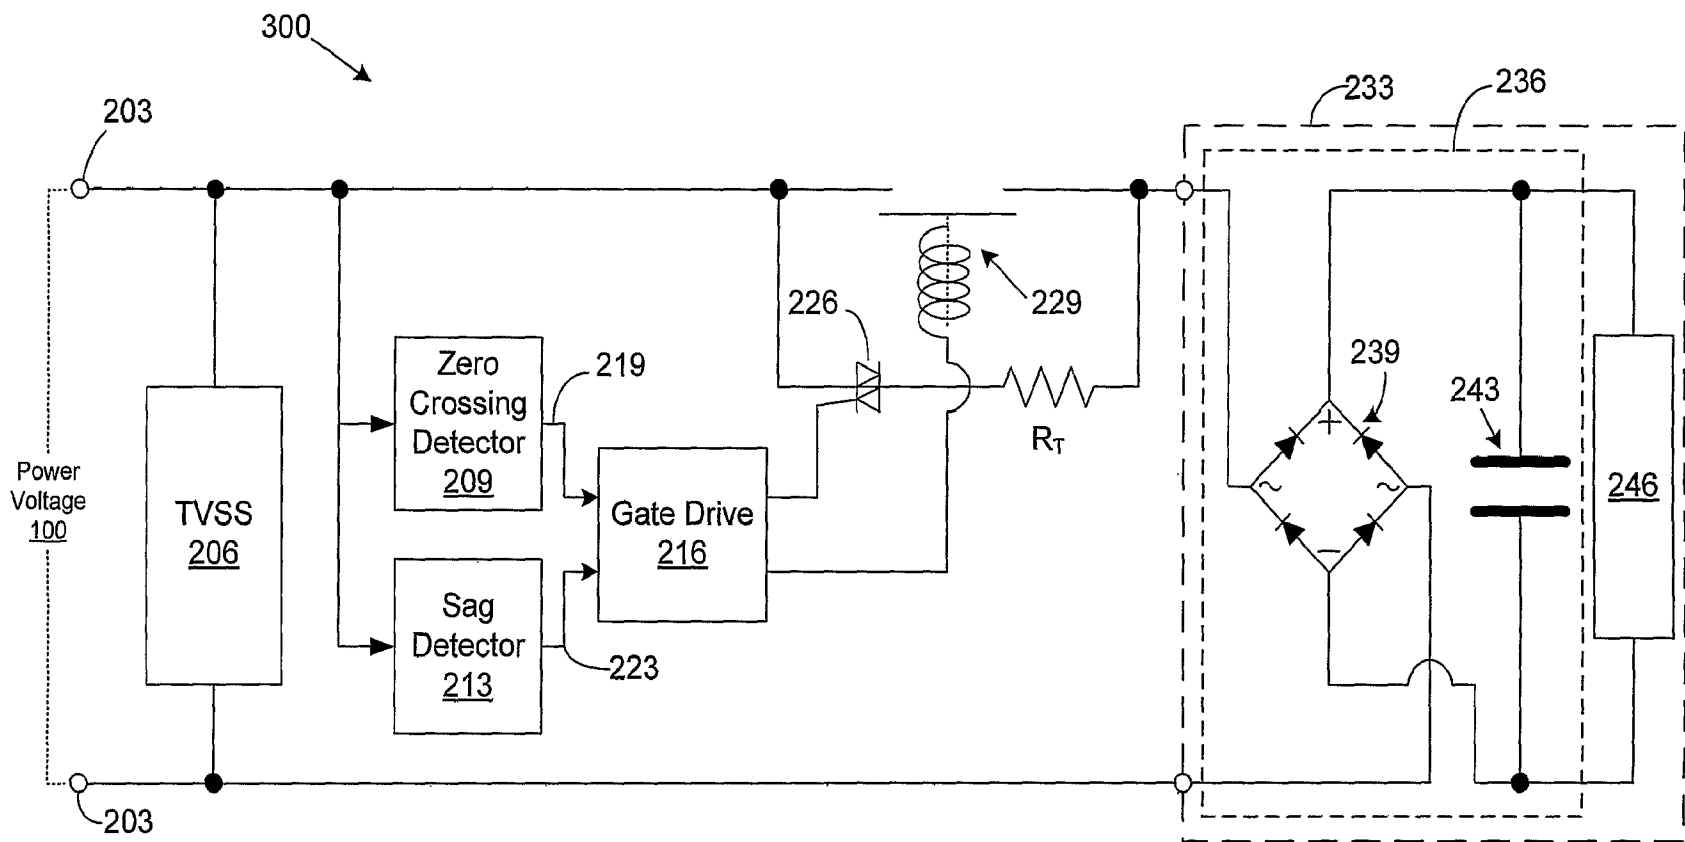 300
203
233
236
226
229
Zero
Crossing
Detector
209
219
239
243
R_T
Power
Voltage
100
TVSS
206
Gate Drive
216
246
Sag
Detector
213
223
203
+
~
~
−